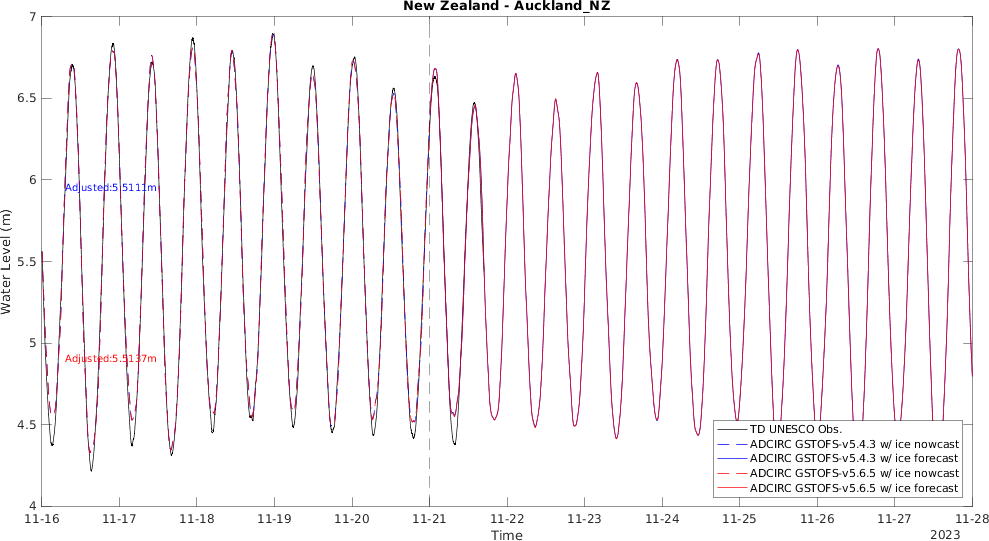 New Zealand - Auckland_NZ
7
6.5
6
5.5
5
4.5
4
Water Level (m)
Adjusted:5.5111m
Adjusted:5.5137m
TD UNESCO Obs.
ADCIRC GSTOFS-v5.4.3 w/ ice nowcast
ADCIRC GSTOFS-v5.4.3 w/ ice forecast
ADCIRC GSTOFS-v5.6.5 w/ ice nowcast
ADCIRC GSTOFS-v5.6.5 w/ ice forecast
11-16 11-17 11-18 11-19 11-20 11-21 11-22 11-23 11-24 11-25 11-26 11-27 11-28
Time
2023